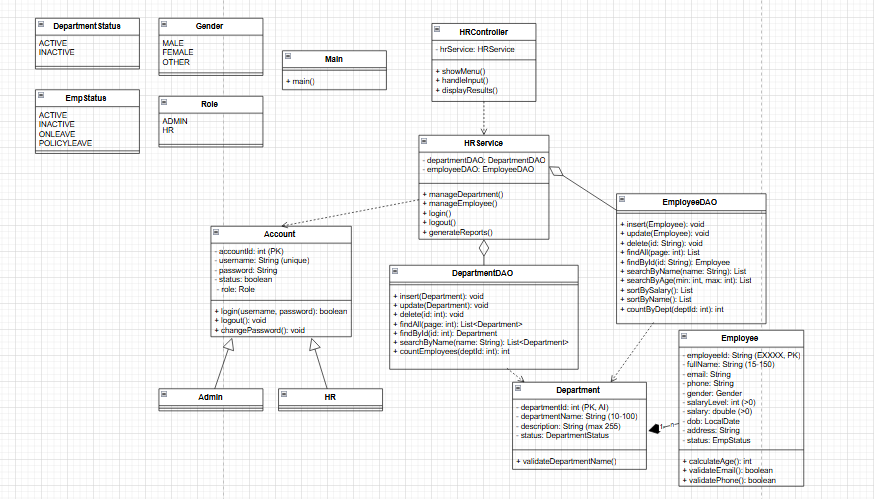 DepartmentStatus
ACTIVE
INACTIVE
Gender
MALE
FEMALE
OTHER
Main
+ main()
HRController
- hrService: HRService
+ showMenu()
+ handleInput()
+ displayResults()
EmpStatus
ACTIVE
INACTIVE
ONLEAVE
POLICYLEAVE
Role
ADMIN
HR
HRService
- departmentDAO: DepartmentDAO
- employeeDAO: EmployeeDAO
+ manageDepartment()
+ manageEmployee()
+ login()
+ logout()
+ generateReports()
EmployeeDAO
+ insert(Employee): void
+ update(Employee): void
+ delete(id: String): void
+ findAll(page: int): List
+ findById(id: String): Employee
+ searchByName(name: String): List
+ searchByAge(min: int, max: int): List
+ sortBySalary(): List
+ sortByName(): List
+ countByDept(deptId: int): int
Account
- accountId: int (PK)
- username: String (unique)
- password: String
- status: boolean
- role: Role
+ login(username, password): boolean
+ logout(): void
+ changePassword(): void
DepartmentDAO
+ insert(Department): void
+ update(Department): void
+ delete(id: int): void
+ findAll(page: int): List<Department>
+ findById(id: int): Department
+ searchByName(name: String): List<Department>
+ countEmployees(deptId: int): int
Admin
HR
Department
- departmentId: int (PK, AI)
- departmentName: String (10-100)
- description: String (max 255)
- status: DepartmentStatus
+ validateDepartmentName()
1
n
Employee
- employeeId: String (EXXXX, PK)
- fullName: String (15-150)
- email: String
- phone: String
- gender: Gender
- salaryLevel: int (>0)
- salary: double (>0)
- dob: LocalDate
- address: String
- status: EmpStatus
+ calculateAge(): int
+ validateEmail(): boolean
+ validatePhone(): boolean